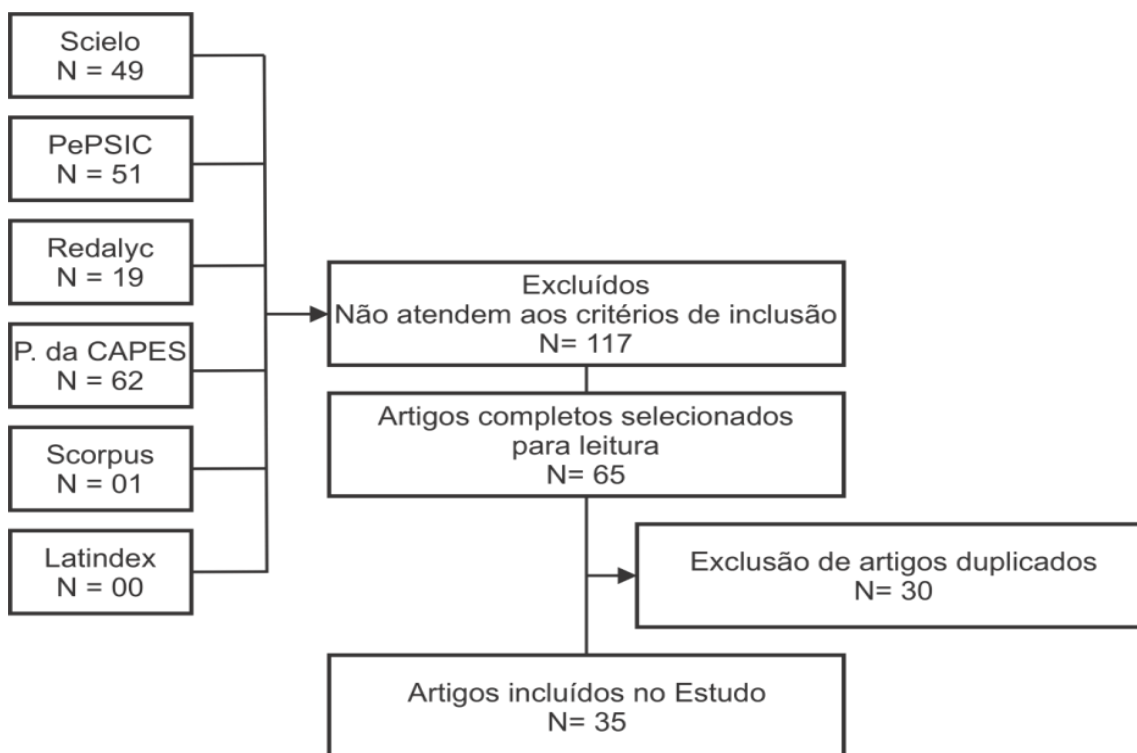 Scielo
N = 49
PePSIC
N = 51
Redalyc
N = 19
P. da CAPES
N = 62
Scorpus
N = 01
Latindex
N = 00
Excluídos
Não atendem aos critérios de inclusão
N= 117
Artigos completos selecionados
para leitura
N= 65
Exclusão de artigos duplicados
N= 30
Artigos incluídos no Estudo
N= 35